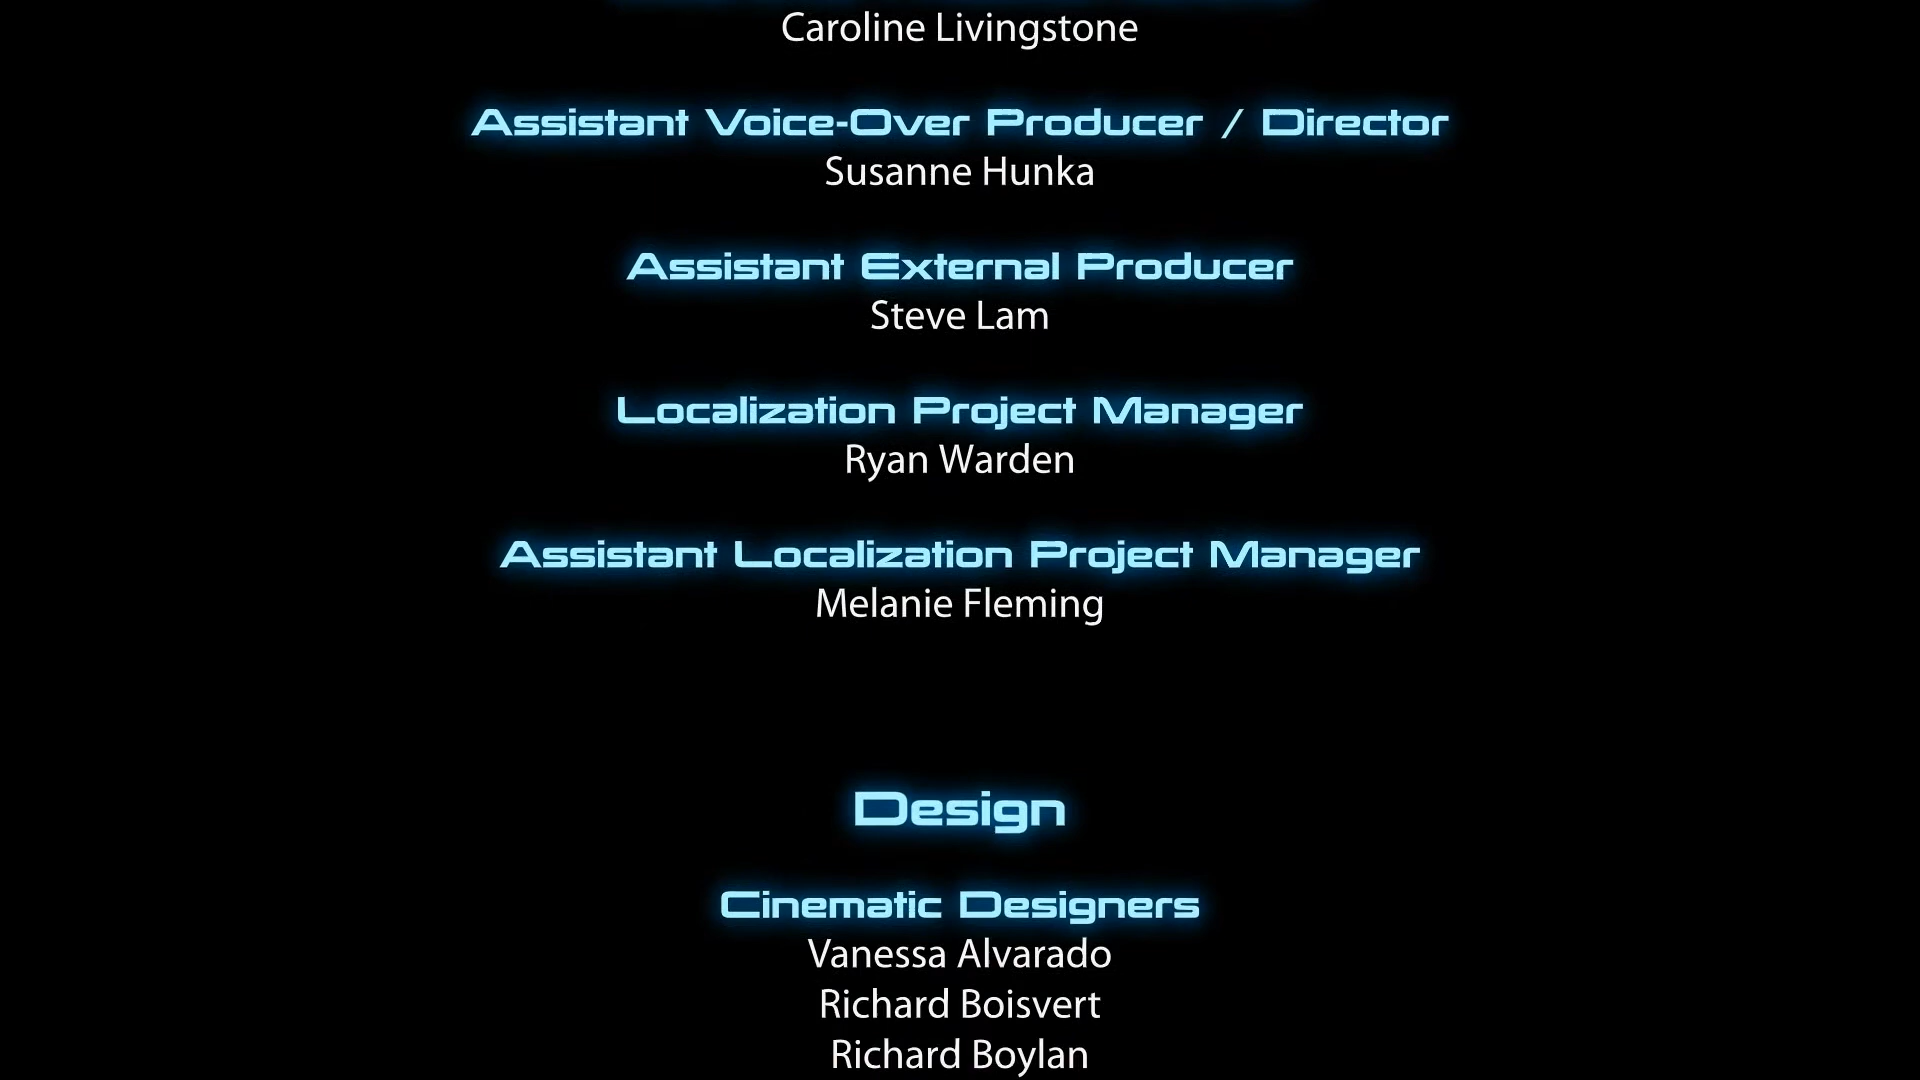 Caroline Livingstone
Assistant Voice-Over Producer / Director
Susanne Hunka
Assistant External Producer
Steve Lam
Localization Project Manager
Ryan Warden
Assistant Localization Project Manager
Melanie Fleming
Design
Cinematic Designers
Vanessa Alvarado
Richard Boisvert
Richard Boylan